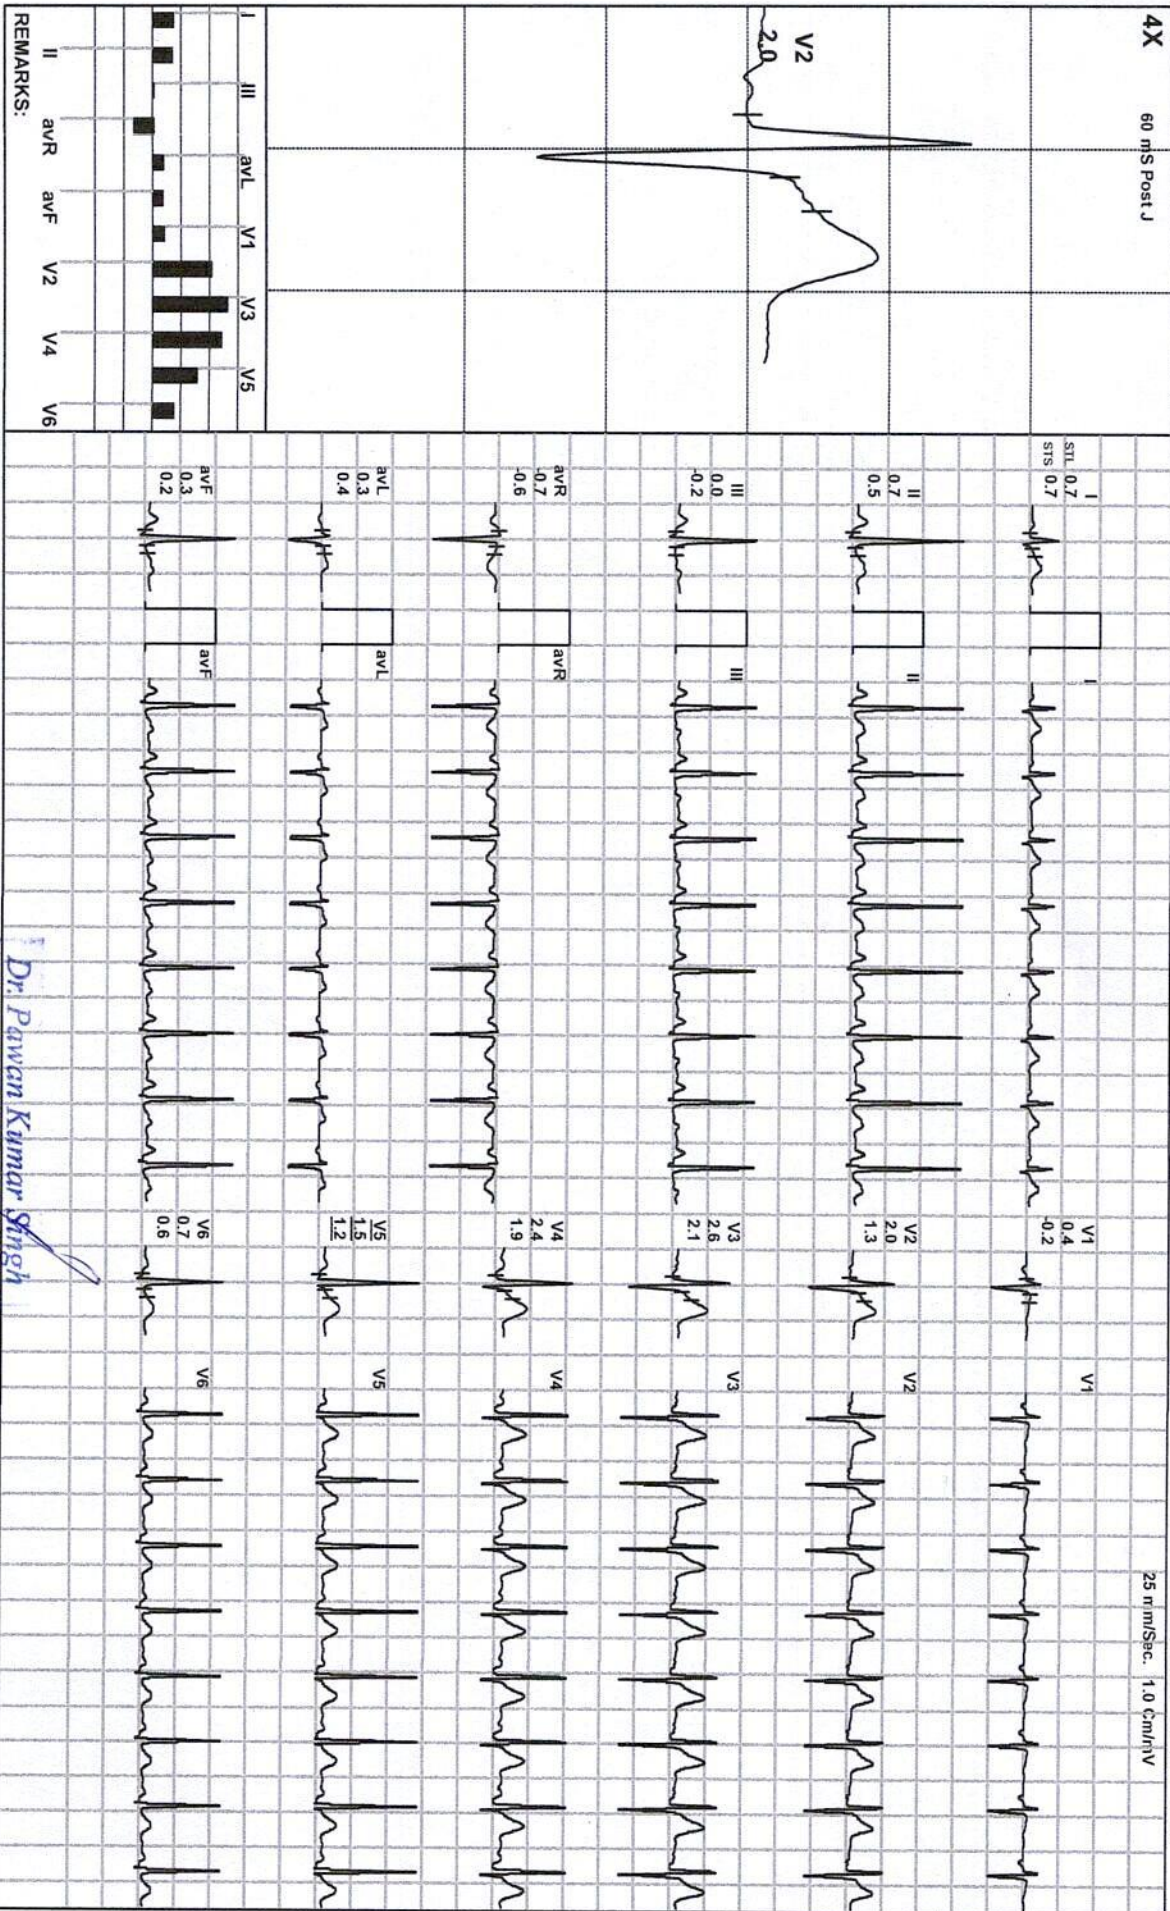 4X
60 mS Post J
V2
2.0
25 mm/Sec. 1.0 Cm/mV
I
STL 0.7
STS 0.7
I
II
0.7
0.5
II
III
0.0
-0.2
III
avR
-0.7
-0.6
avR
avL
0.3
0.4
avL
avF
0.3
0.2
avF
V1
0.4
-0.2
V1
V2
2.0
1.3
V2
V3
2.6
2.1
V3
V4
2.4
1.9
V4
V5
1.5
1.2
V5
V6
0.7
0.6
V6
I III avL V1 V3 V5
II avR avF V2 V4 V6
REMARKS:
Dr. Pawan Kumar Singh